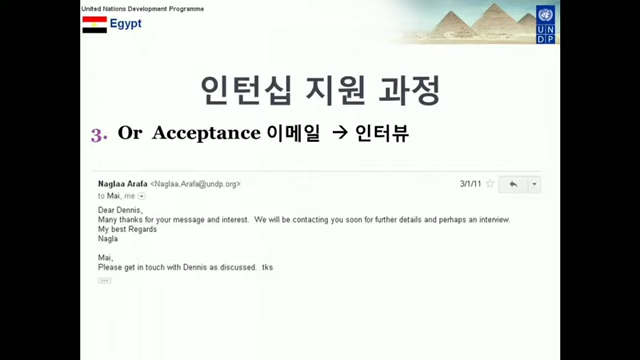 United Nations Development Programme
Egypt
UN
DP
인턴십 지원 과정
3. Or Acceptance 이메일 → 인터뷰
Naglaa Arafa <Naglaa.Arafa@undp.org> 3/1/11
to Mai, me
Dear Dennis,
Many thanks for your message and interest. We will be contacting you soon for further details and perhaps an interview.
My best Regards
Nagla
Mai,
Please get in touch with Dennis as discussed. tks